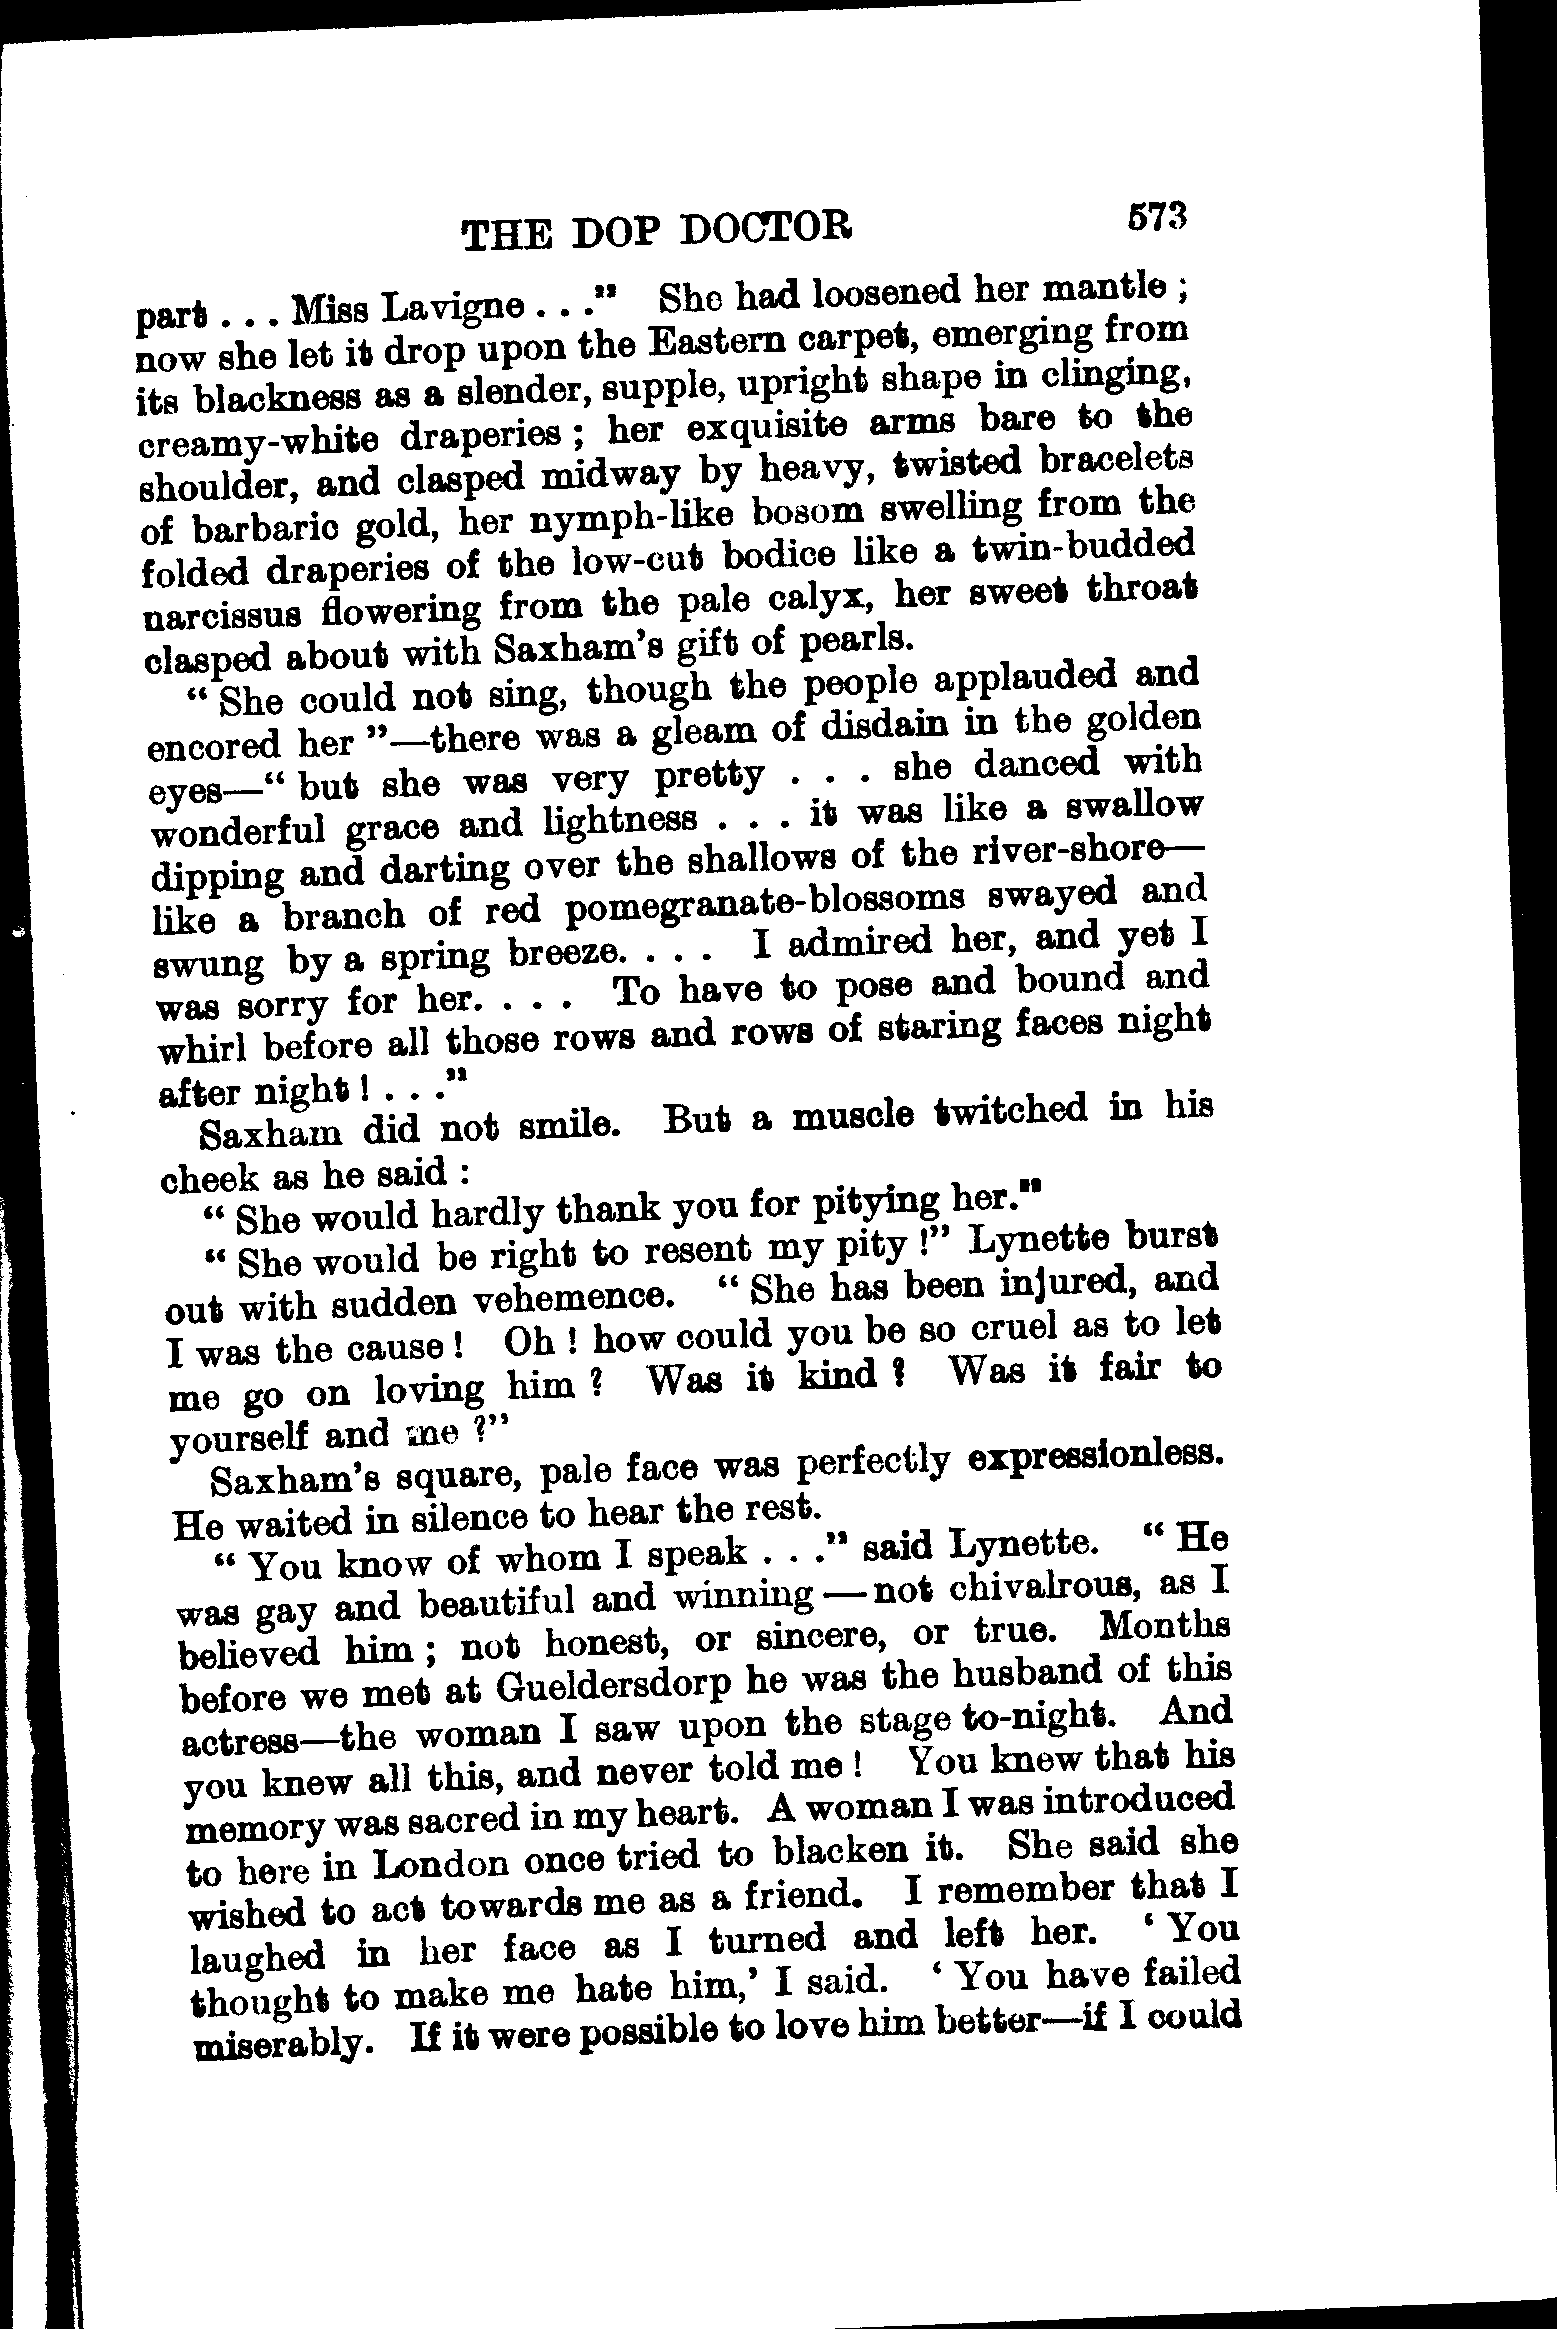 THE DOP DOCTOR 573
part . . . Miss Lavigne . . ." She had loosened her mantle ;
now she let it drop upon the Eastern carpet, emerging from
its blackness as a slender, supple, upright shape in clinging,
creamy-white draperies ; her exquisite arms bare to the
shoulder, and clasped midway by heavy, twisted bracelets
of barbaric gold, her nymph-like bosom swelling from the
folded draperies of the low-cut bodice like a twin-budded
narcissus flowering from the pale calyx, her sweet throat
clasped about with Saxham's gift of pearls.
" She could not sing, though the people applauded and
encored her "—there was a gleam of disdain in the golden
eyes—" but she was very pretty . . . she danced with
wonderful grace and lightness . . . it was like a swallow
dipping and darting over the shallows of the river-shore—
like a branch of red pomegranate-blossoms swayed and
swung by a spring breeze. . . . I admired her, and yet I
was sorry for her. . . . To have to pose and bound and
whirl before all those rows and rows of staring faces night
after night ! . . ."
Saxham did not smile. But a muscle twitched in his
cheek as he said :
" She would hardly thank you for pitying her."
" She would be right to resent my pity !" Lynette burst
out with sudden vehemence. " She has been injured, and
I was the cause ! Oh ! how could you be so cruel as to let
me go on loving him ? Was it kind ? Was it fair to
yourself and me ?"
Saxham's square, pale face was perfectly expressionless.
He waited in silence to hear the rest.
" You know of whom I speak . . ." said Lynette. " He
was gay and beautiful and winning — not chivalrous, as I
believed him ; not honest, or sincere, or true. Months
before we met at Gueldersdorp he was the husband of this
actress—the woman I saw upon the stage to-night. And
you knew all this, and never told me ! You knew that his
memory was sacred in my heart. A woman I was introduced
to here in London once tried to blacken it. She said she
wished to act towards me as a friend. I remember that I
laughed in her face as I turned and left her. ' You
thought to make me hate him,' I said. ' You have failed
miserably. If it were possible to love him better—if I could